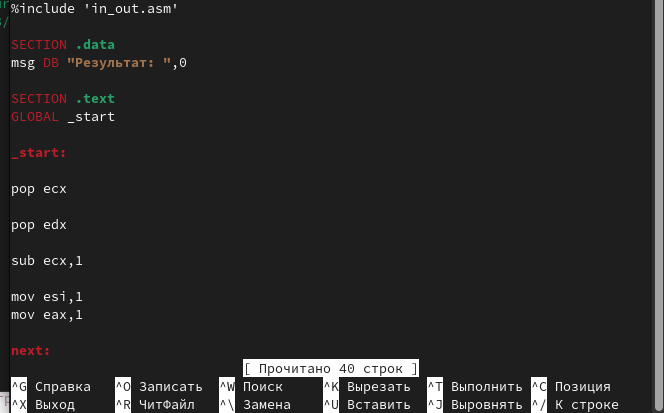 %include 'in_out.asm'
SECTION .data
msg DB "Результат: ",0
SECTION .text
GLOBAL _start
_start:
pop ecx
pop edx
sub ecx,1
mov esi,1
mov eax,1
next:
[ Прочитано 40 строк ]
^G Справка ^O Записать ^W Поиск ^K Вырезать ^T Выполнить ^C Позиция
^X Выход ^R ЧитФайл ^\ Замена ^U Вставить ^J Выровнять ^/ К строке